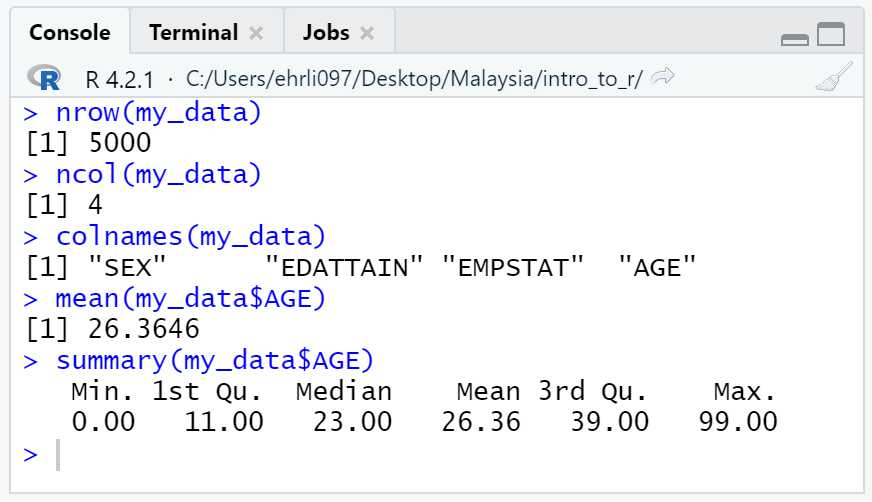 Console Terminal × Jobs ×
R R 4.2.1 · C:/Users/ehrli097/Desktop/Malaysia/intro_to_r/
> nrow(my_data)
[1] 5000
> ncol(my_data)
[1] 4
> colnames(my_data)
[1] "SEX"      "EDATTAIN" "EMPSTAT"  "AGE"
> mean(my_data$AGE)
[1] 26.3646
> summary(my_data$AGE)
   Min. 1st Qu.  Median    Mean 3rd Qu.    Max.
   0.00   11.00   23.00   26.36   39.00   99.00
>